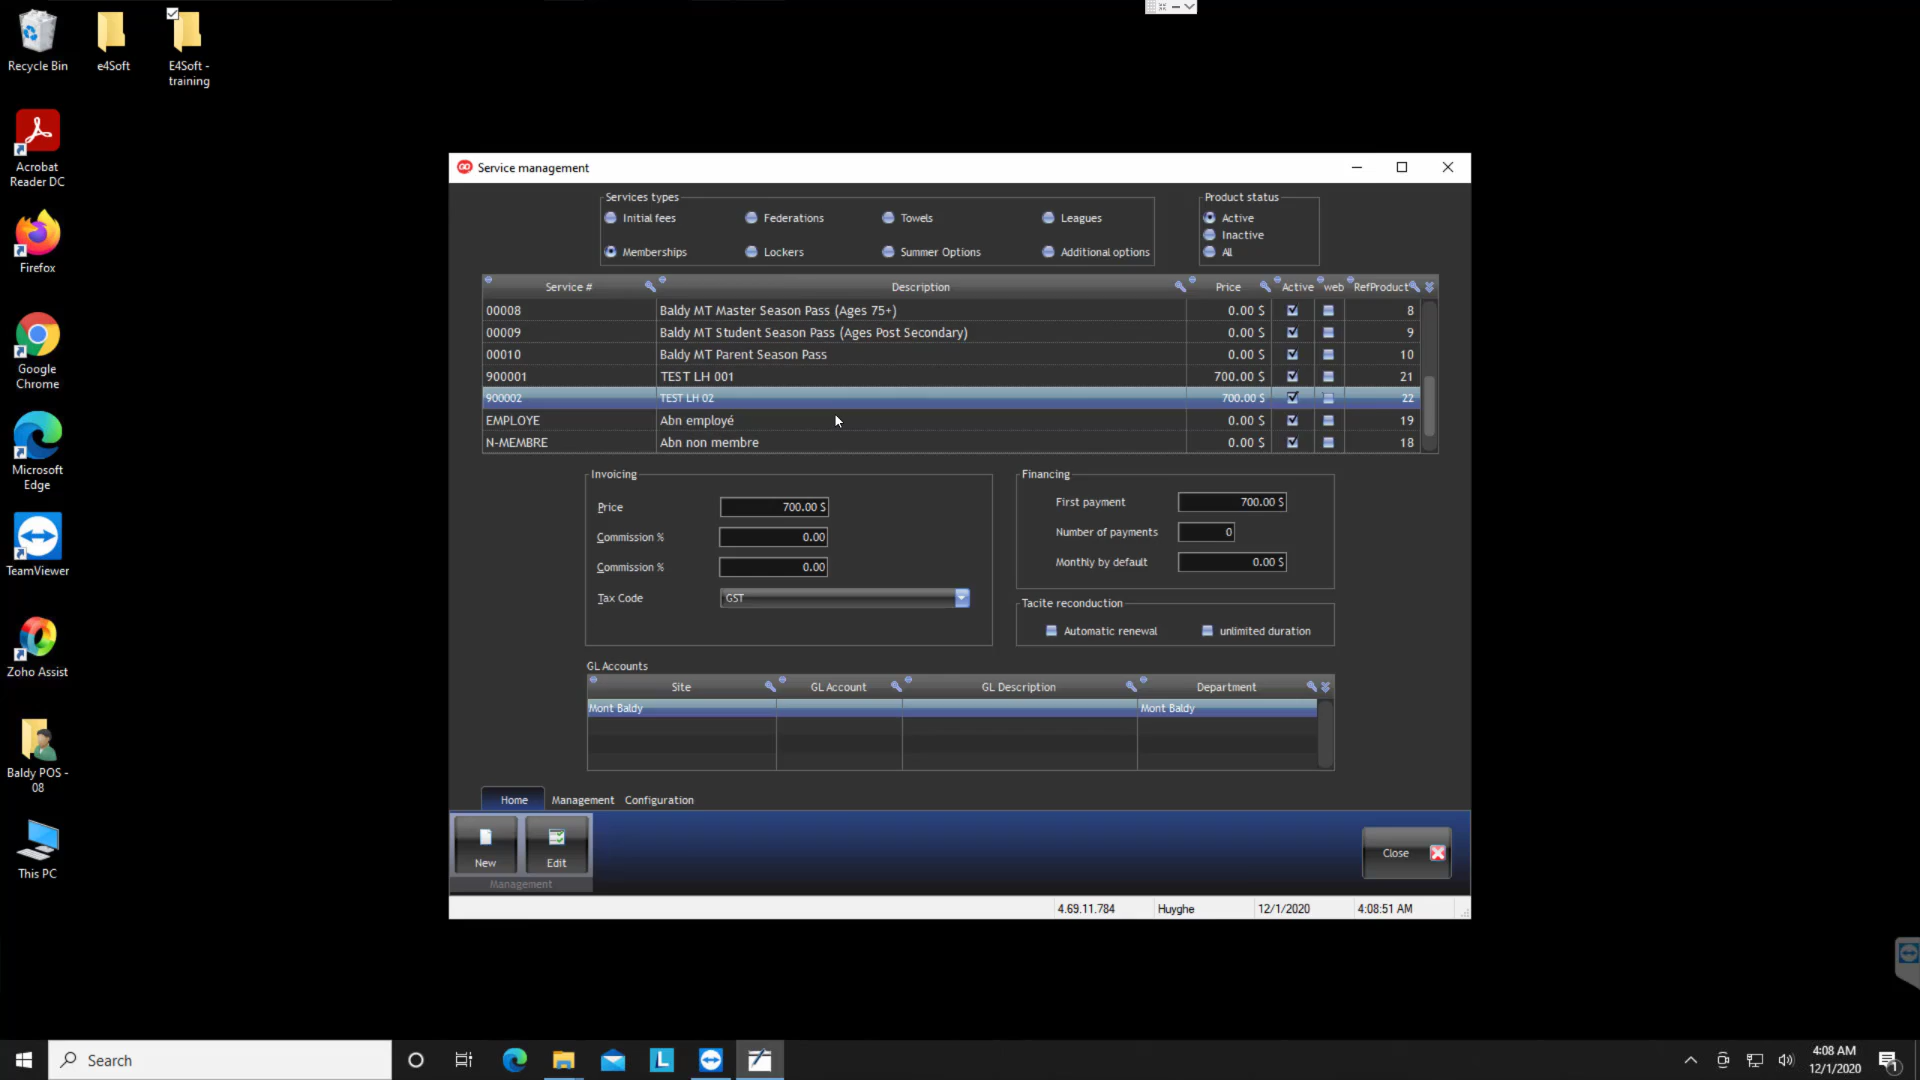 Recycle Bin
e4Soft
E4Soft -
training
Acrobat
Reader DC
Firefox
Google
Chrome
Microsoft
Edge
TeamViewer
Zoho Assist
Baldy POS -
08
This PC
Service management
Services types
Initial fees
Federations
Towels
Leagues
Memberships
Lockers
Summer Options
Additional options
Product status
Active
Inactive
All
Service # Description Price Active web RefProduct
00008 Baldy MT Master Season Pass (Ages 75+) 0.00 $ 8
00009 Baldy MT Student Season Pass (Ages Post Secondary) 0.00 $ 9
00010 Baldy MT Parent Season Pass 0.00 $ 10
900001 TEST LH 001 700.00 $ 21
900002 TEST LH 02 700.00 $ 22
EMPLOYE Abn employé 0.00 $ 19
N-MEMBRE Abn non membre 0.00 $ 18
Invoicing
Price 700.00 $
Commission % 0.00
Commission % 0.00
Tax Code GST
Financing
First payment 700.00 $
Number of payments 0
Monthly by default 0.00 $
Tacite reconduction
Automatic renewal unlimited duration
GL Accounts
Site GL Account GL Description Department
Mont Baldy Mont Baldy
Home Management Configuration
New Edit
Management
Close
4.69.11.784 Huyghe 12/1/2020 4:08:51 AM
Search
L
4:08 AM
12/1/2020
1